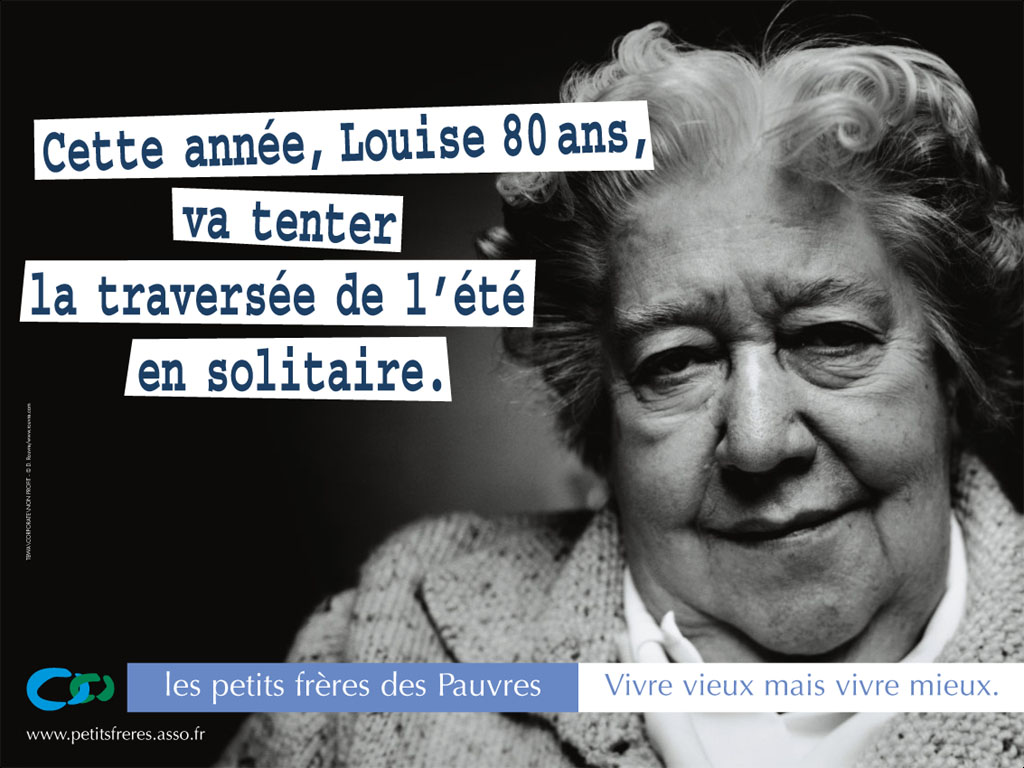 Cette année, Louise 80 ans,
va tenter
la traversée de l'été
en solitaire.
les petits frères des Pauvres
Vivre vieux mais vivre mieux.
www.petitsfreres.asso.fr